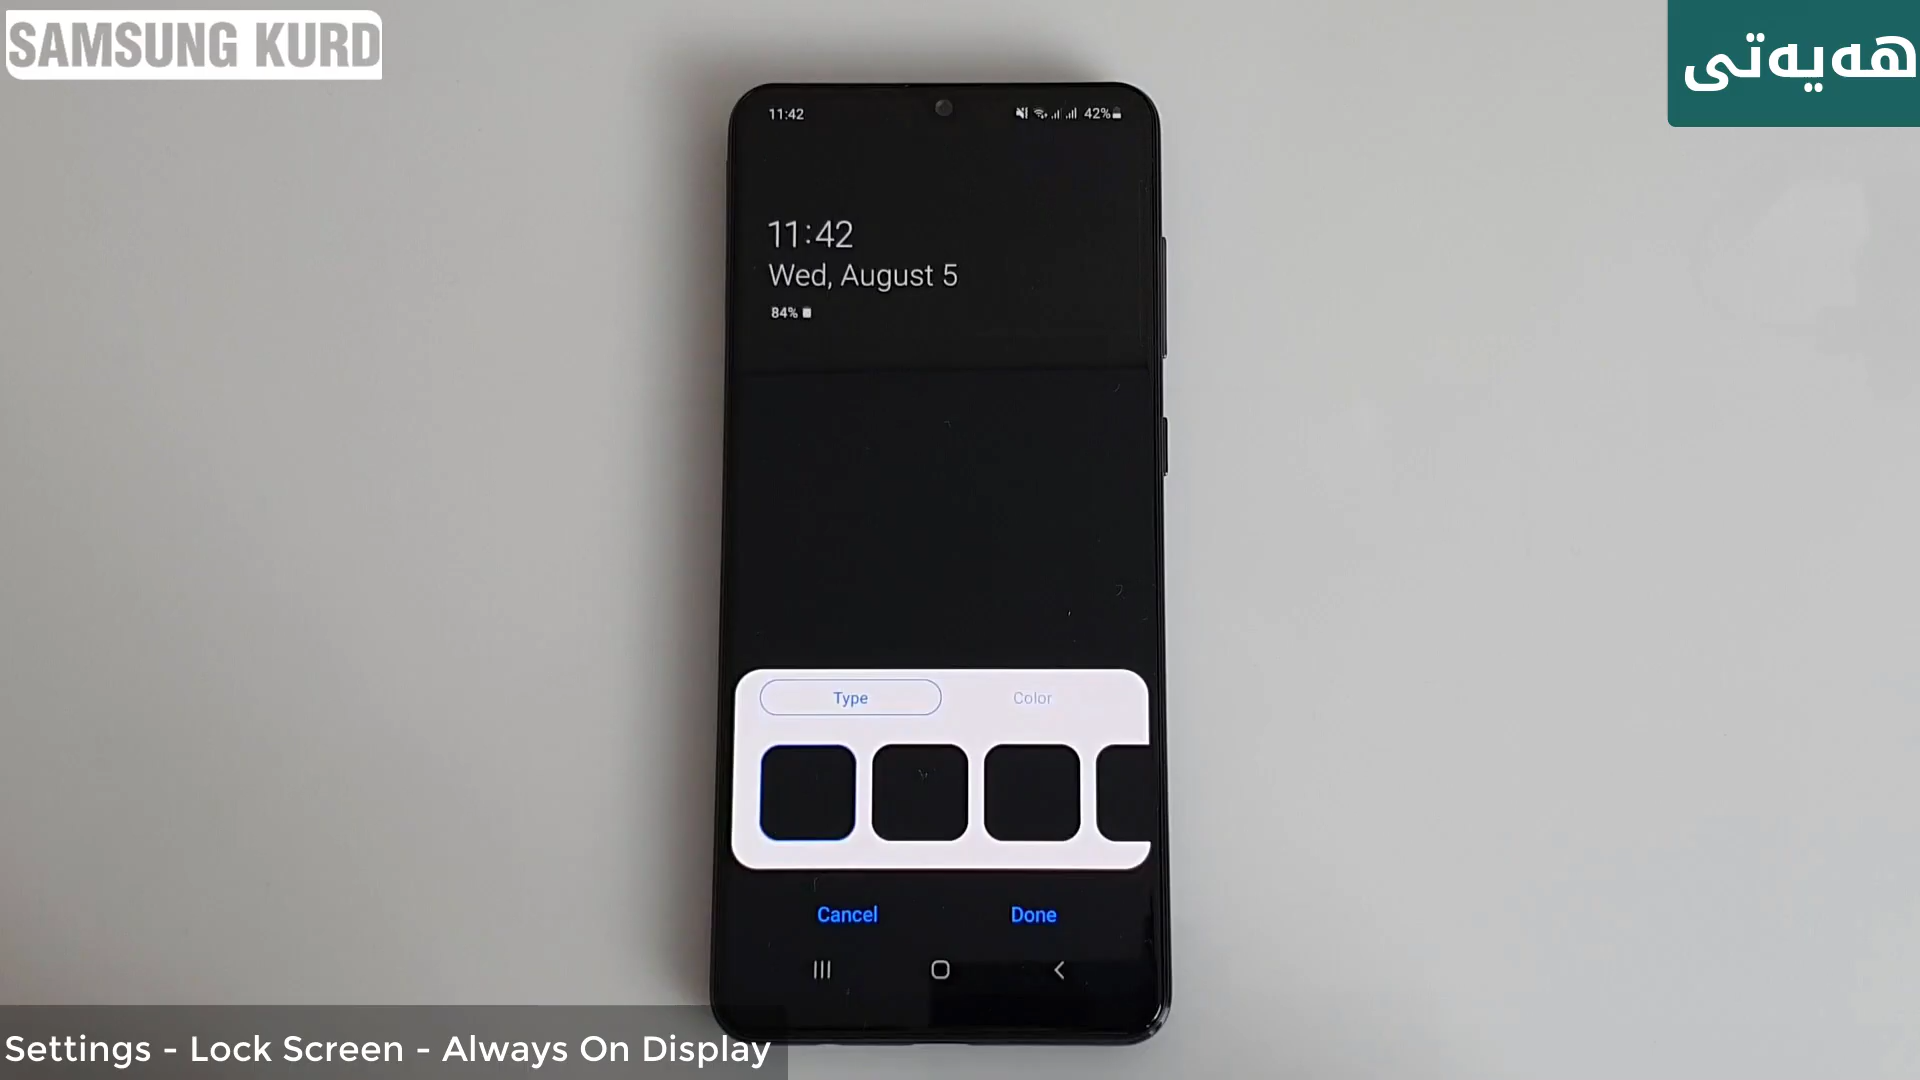 SAMSUNG KURD
هەیەتی
11:42
42%
11:42
Wed, August 5
84%
Type
Color
Cancel
Done
Settings - Lock Screen - Always On Display